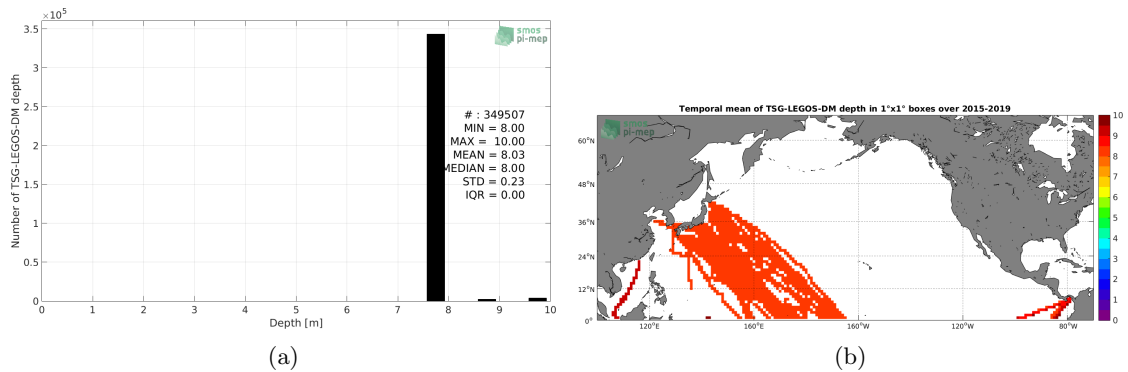 ×10⁵
3.5
3
2.5
2
1.5
1
0.5
0
Number of TSG-LEGOS-DM depth
smos
pi-mep
# : 349507
MIN = 8.00
MAX = 10.00
MEAN = 8.03
MEDIAN = 8.00
STD = 0.23
IQR = 0.00
0 1 2 3 4 5 6 7 8 9 10
Depth [m]
(a)
Temporal mean of TSG-LEGOS-DM depth in 1°x1° boxes over 2015-2019
smos
pi-mep
60°N
48°N
36°N
24°N
12°N
0°
120°E 160°E 160°W 120°W 80°W
10
9
8
7
6
5
4
3
2
1
0
(b)